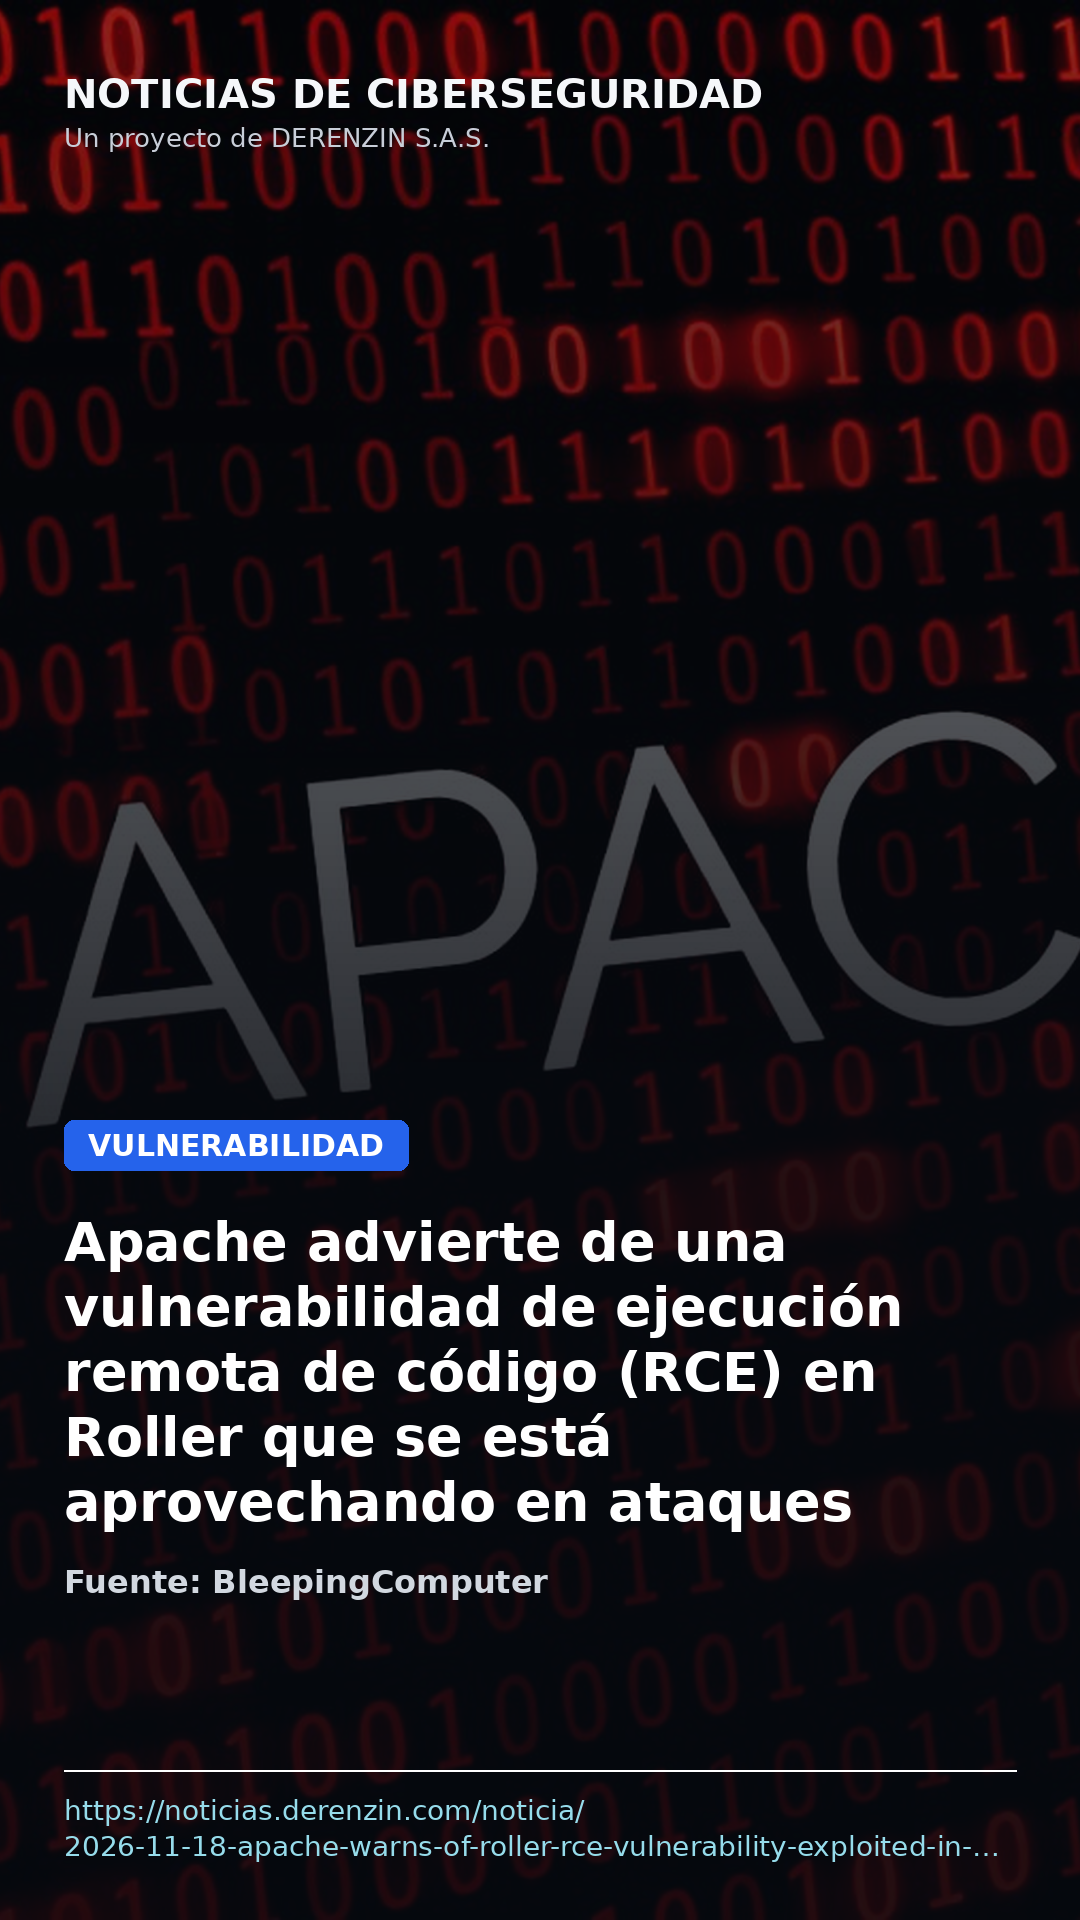 NOTICIAS DE CIBERSEGURIDAD
Un proyecto de DERENZIN S.A.S.
APAC
VULNERABILIDAD
Apache advierte de una
vulnerabilidad de ejecución
remota de código (RCE) en
Roller que se está
aprovechando en ataques
Fuente: BleepingComputer
https://noticias.derenzin.com/noticia/
2026-11-18-apache-warns-of-roller-rce-vulnerability-exploited-in-...